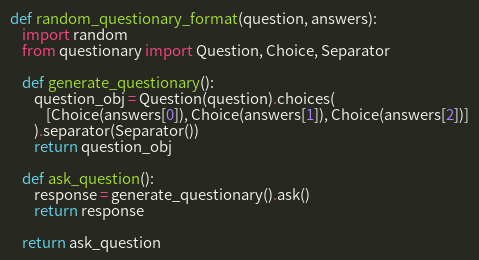 def random_questionary_format(question, answers):
    import random
    from questionary import Question, Choice, Separator

    def generate_questionary():
        question_obj = Question(question).choices(
            [Choice(answers[0]), Choice(answers[1]), Choice(answers[2])]
        ).separator(Separator())
        return question_obj

    def ask_question():
        response = generate_questionary().ask()
        return response

    return ask_question